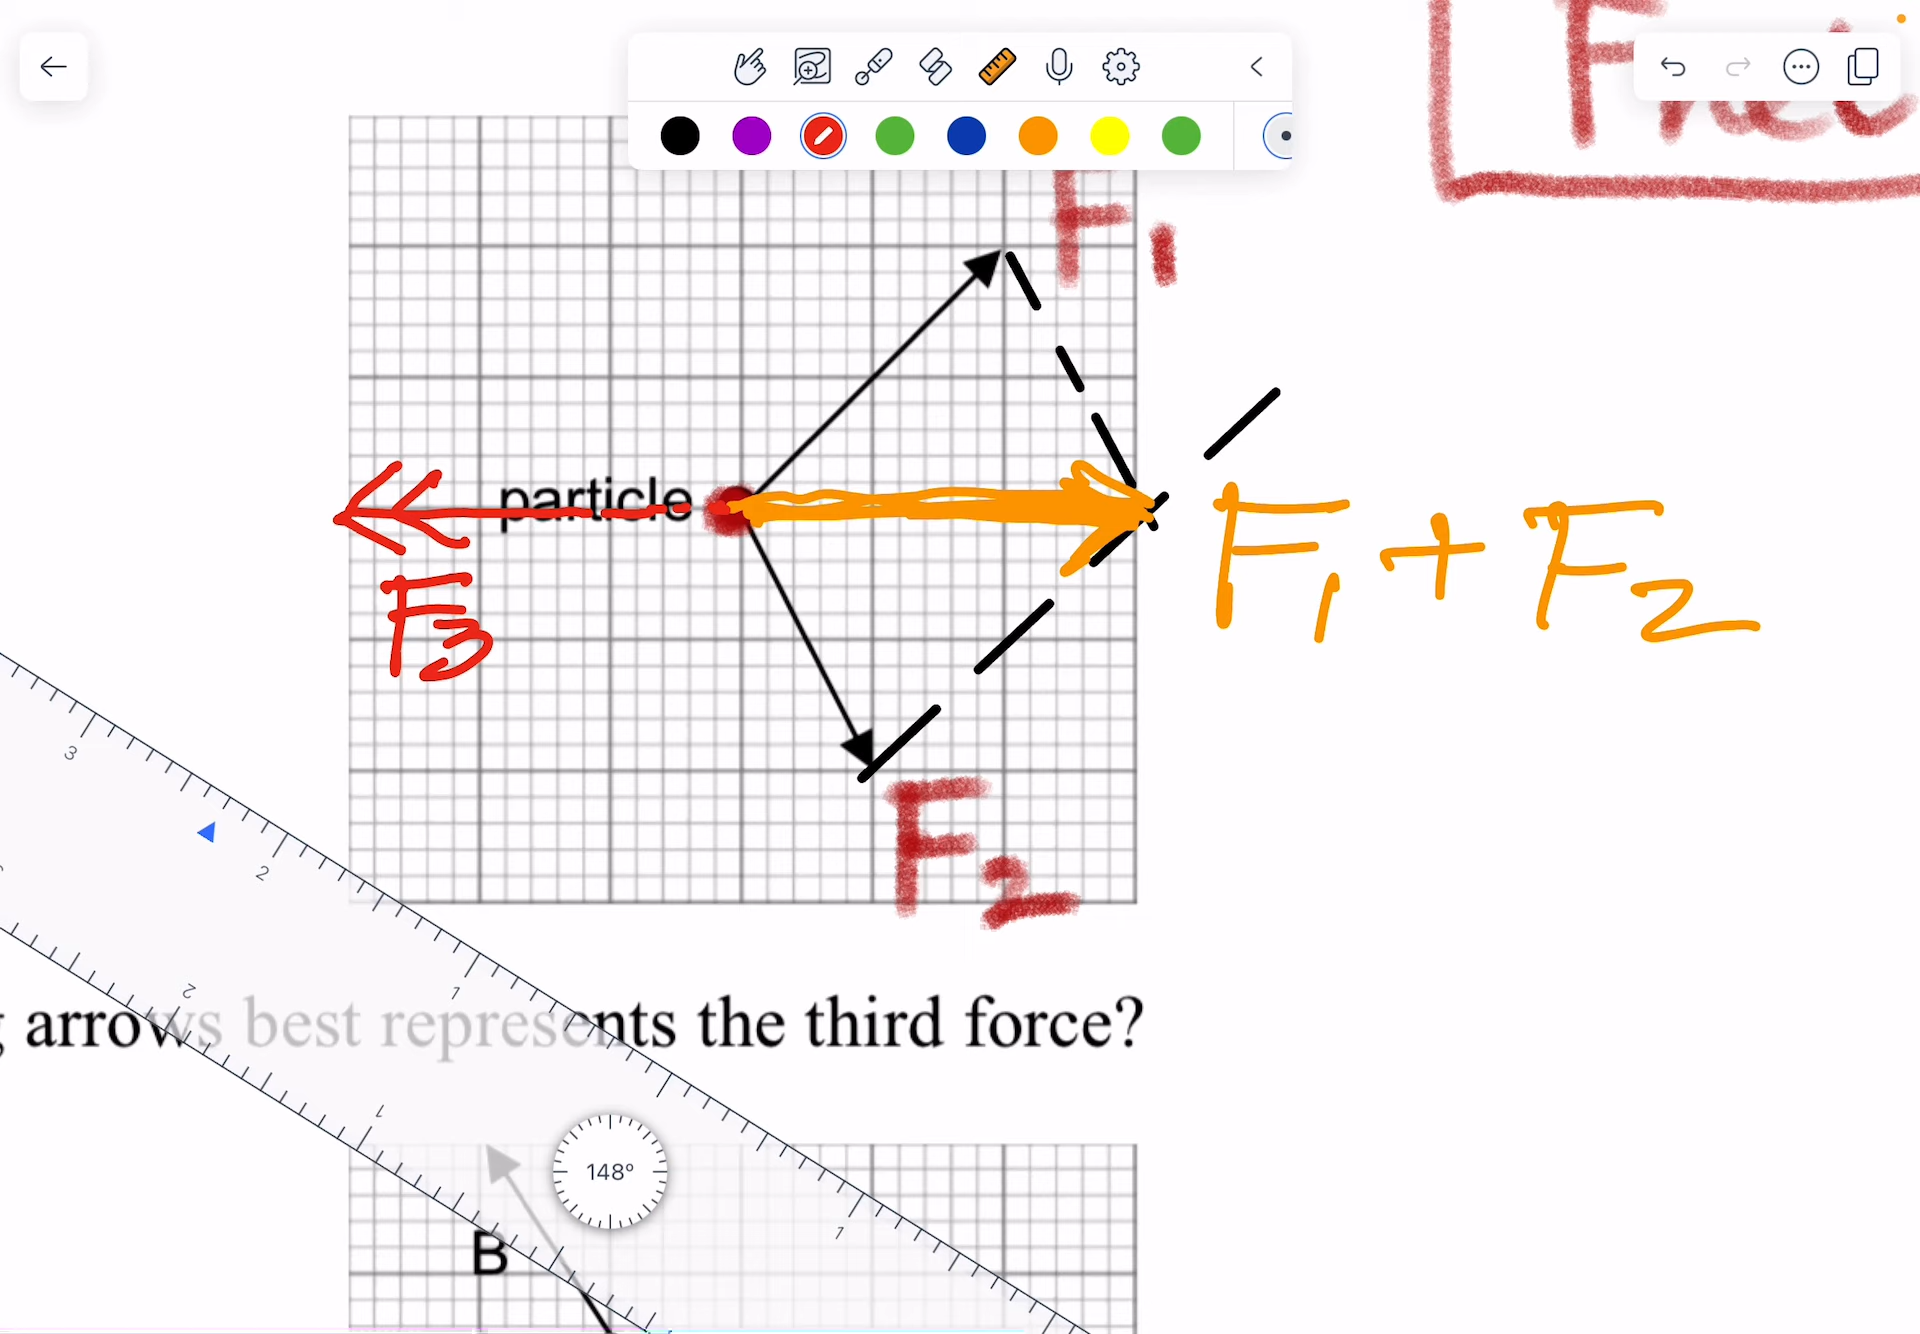 F
F₁
particle
F₁ + F₂
F₃
F₂
3
2
1
2
1
1
arrows best represents the third force?
148°
B